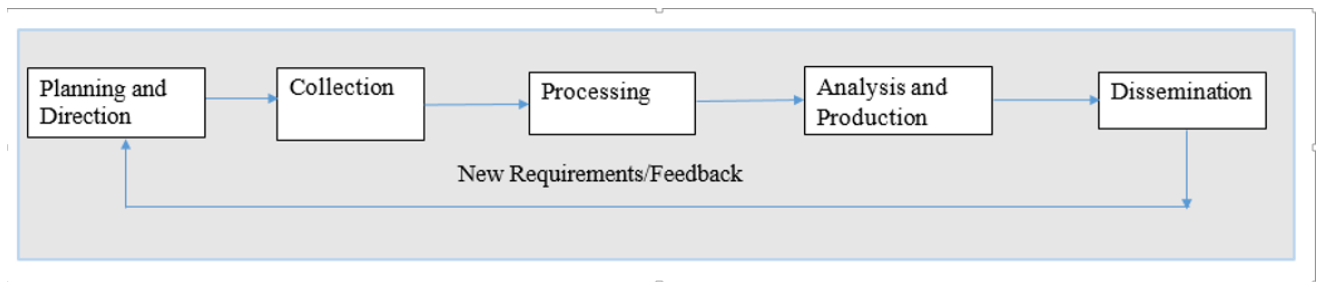 Planning and
Direction
Collection
Processing
Analysis and
Production
Dissemination
New Requirements/Feedback